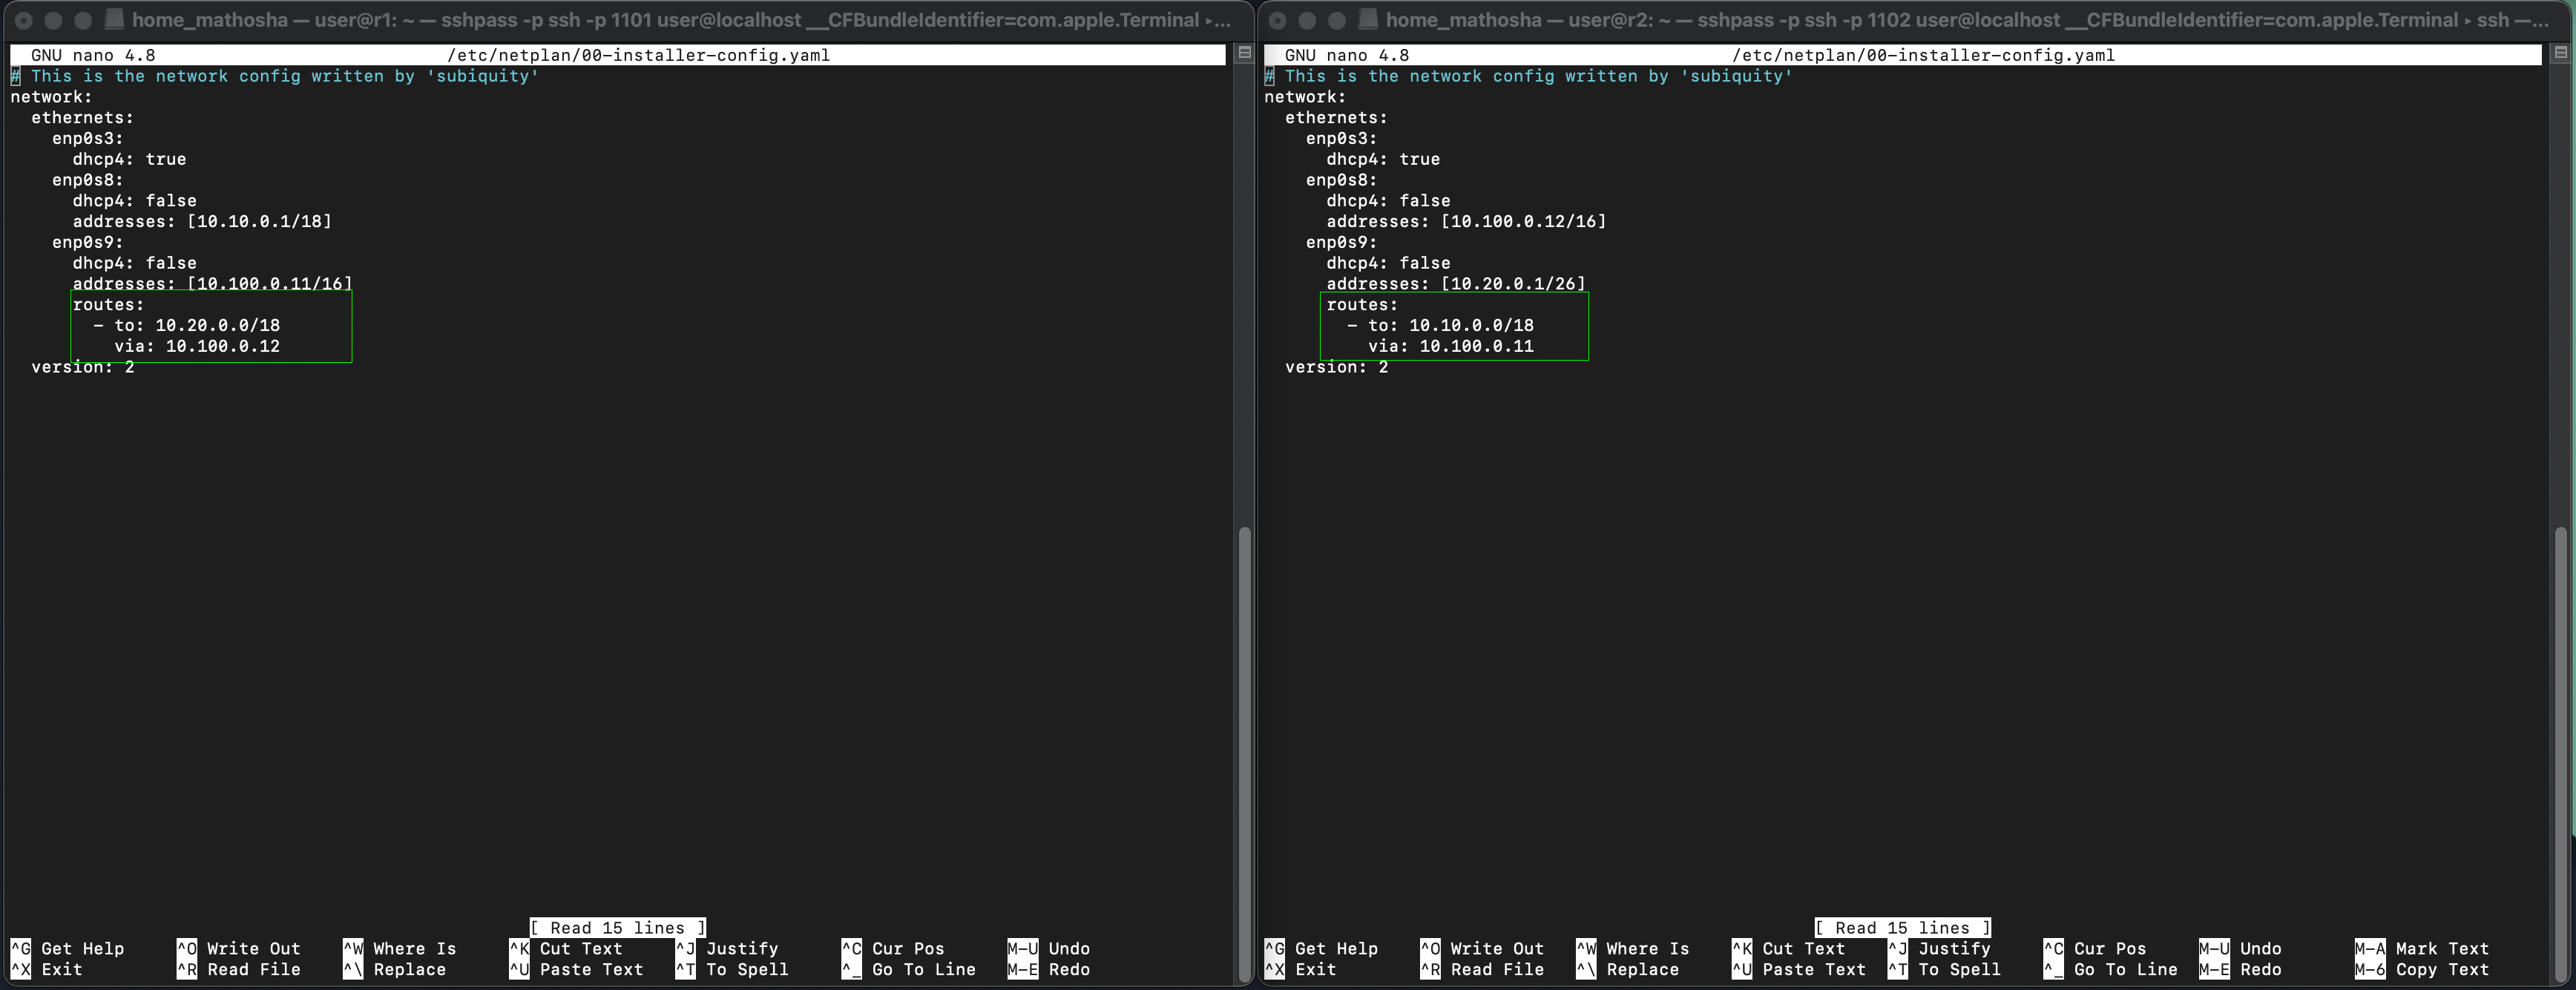 home_mathosha — user@r1: ~ — sshpass -p ssh -p 1101 user@localhost __CFBundleIdentifier=com.apple.Terminal ▸...
GNU nano 4.8 /etc/netplan/00-installer-config.yaml
# This is the network config written by 'subiquity'
network:
  ethernets:
    enp0s3:
      dhcp4: true
    enp0s8:
      dhcp4: false
      addresses: [10.10.0.1/18]
    enp0s9:
      dhcp4: false
      addresses: [10.100.0.11/16]
      routes:
        - to: 10.20.0.0/18
          via: 10.100.0.12
  version: 2
[ Read 15 lines ]
^G Get Help ^O Write Out ^W Where Is ^K Cut Text ^J Justify ^C Cur Pos M-U Undo
^X Exit ^R Read File ^\ Replace ^U Paste Text ^T To Spell ^_ Go To Line M-E Redo
home_mathosha — user@r2: ~ — sshpass -p ssh -p 1102 user@localhost __CFBundleIdentifier=com.apple.Terminal ▸ ssh —...
GNU nano 4.8 /etc/netplan/00-installer-config.yaml
# This is the network config written by 'subiquity'
network:
  ethernets:
    enp0s3:
      dhcp4: true
    enp0s8:
      dhcp4: false
      addresses: [10.100.0.12/16]
    enp0s9:
      dhcp4: false
      addresses: [10.20.0.1/26]
      routes:
        - to: 10.10.0.0/18
          via: 10.100.0.11
  version: 2
[ Read 15 lines ]
^G Get Help ^O Write Out ^W Where Is ^K Cut Text ^J Justify ^C Cur Pos M-U Undo M-A Mark Text
^X Exit ^R Read File ^\ Replace ^U Paste Text ^T To Spell ^_ Go To Line M-E Redo M-6 Copy Text